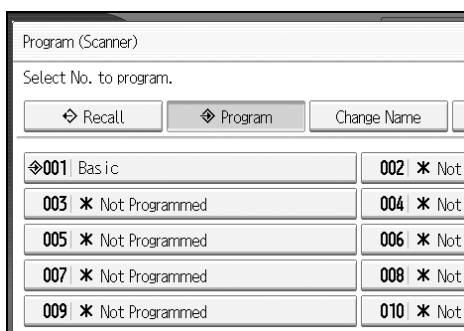 Program (Scanner)
Select No. to program.
Recall Program Change Name
001 Basic 002 Not
003 Not Programmed 004 Not
005 Not Programmed 006 Not
007 Not Programmed 008 Not
009 Not Programmed 010 Not